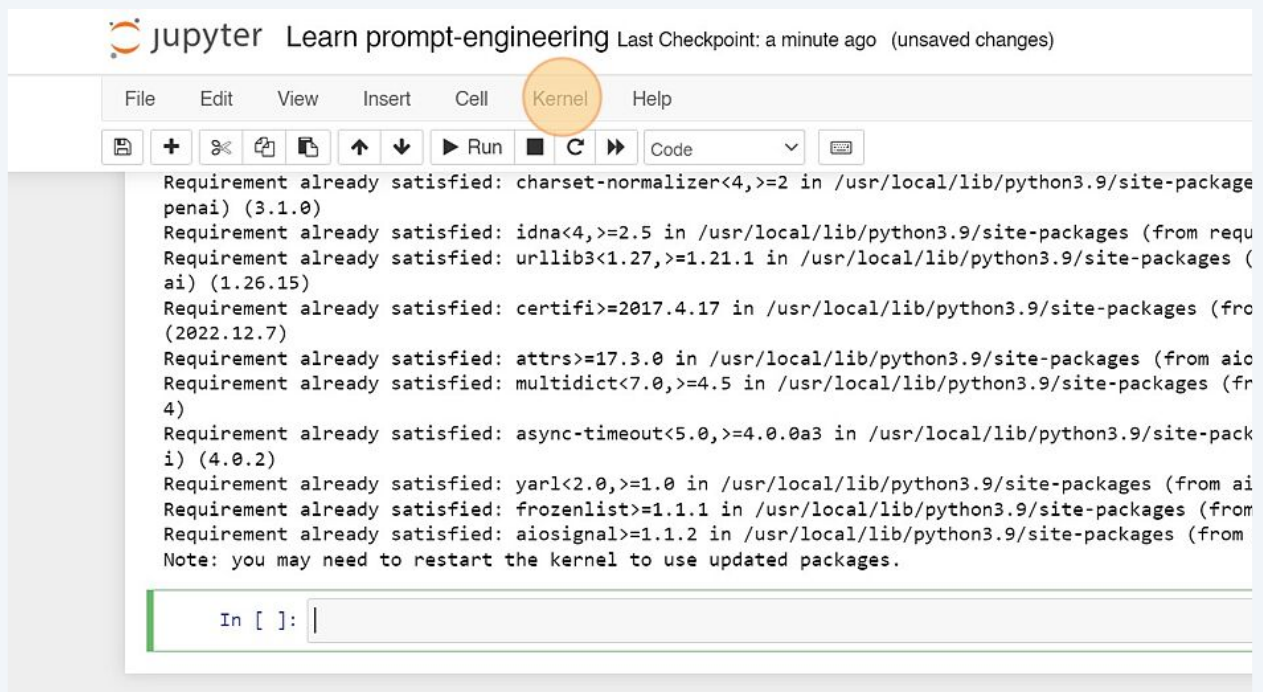 jupyter Learn prompt-engineering Last Checkpoint: a minute ago (unsaved changes)
File Edit View Insert Cell Kernel Help
Run Code
Requirement already satisfied: charset-normalizer<4,>=2 in /usr/local/lib/python3.9/site-package
penai) (3.1.0)
Requirement already satisfied: idna<4,>=2.5 in /usr/local/lib/python3.9/site-packages (from requ
Requirement already satisfied: urllib3<1.27,>=1.21.1 in /usr/local/lib/python3.9/site-packages (
ai) (1.26.15)
Requirement already satisfied: certifi>=2017.4.17 in /usr/local/lib/python3.9/site-packages (fro
(2022.12.7)
Requirement already satisfied: attrs>=17.3.0 in /usr/local/lib/python3.9/site-packages (from aio
Requirement already satisfied: multidict<7.0,>=4.5 in /usr/local/lib/python3.9/site-packages (fr
4)
Requirement already satisfied: async-timeout<5.0,>=4.0.0a3 in /usr/local/lib/python3.9/site-pack
i) (4.0.2)
Requirement already satisfied: yarl<2.0,>=1.0 in /usr/local/lib/python3.9/site-packages (from ai
Requirement already satisfied: frozenlist>=1.1.1 in /usr/local/lib/python3.9/site-packages (from
Requirement already satisfied: aiosignal>=1.1.2 in /usr/local/lib/python3.9/site-packages (from
Note: you may need to restart the kernel to use updated packages.
In [ ]: